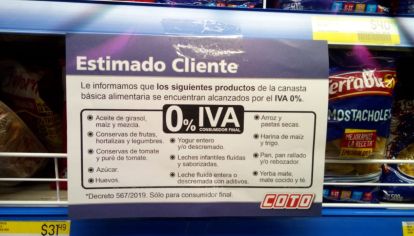 Estimado Cliente
Le informamos que los siguientes productos de la canasta
básica alimentaria se encuentran alcanzados por el IVA 0%.
• Aceite de girasol,
maíz y mezcla.
• Conservas de frutas,
hortalizas y legumbres.
• Conservas de tomate
y puré de tomate.
• Azúcar.
• Huevos.
0% IVA
CONSUMIDOR FINAL
• Yogur entero
y/o descremado.
• Leches infantiles fluidas
y saborizadas.
• Leche fluida entera o
descremada con aditivos.
• Arroz y
pastas secas.
• Harina de maíz
y trigo.
• Pan, pan rallado
y/o rebozador.
• Yerba mate,
mate cocido y té.
*Decreto 567/2019. Sólo para consumidor final.
COTO
MOSTACHOLES
¡MEJORAMOS
LA RECETA
$31.49